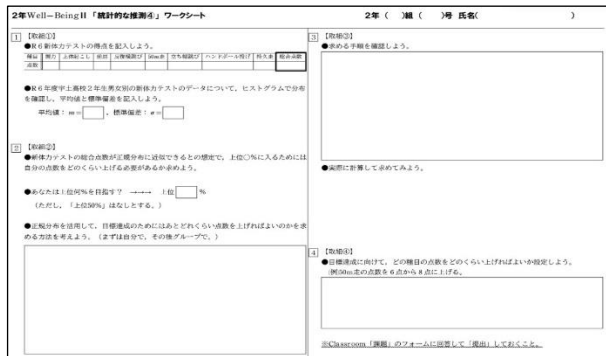 2年Well-BeingⅡ「統計的な推測④」ワークシート
2年（　）組（　）号 氏名（　　　）
1 【取組①】
●R６新体力テストの得点を記入しよう。
種目 握力 上体起こし 長座 反復横跳び 50m走 立ち幅跳び ハンドボール投げ 持久走 総合点数
点数
●R６年度宇土高校２年生男女別の新体力テストのデータについて，ヒストグラムで分布
を確認し，平均値と標準偏差を記入しよう。
平均値：m＝　，標準偏差：σ＝
2 【取組②】
●新体力テストの総合点数が正規分布に近似できるとの想定で，上位○％に入るためには
自分の点数をどのくらい上げる必要があるか求めよう。
●あなたは上位何％を目指す？ →→→ 上位　％
（ただし，「上位50％」はなしとする。）
●正規分布を活用して，目標達成のためにはあとどれくらい点数を上げればよいのかを求
める方法を考えよう。（まずは自分で，その後グループで。）
3 【取組③】
●求める手順を確認しよう。
●実際に計算して求めてみよう。
4 【取組④】
●目標達成に向けて，どの種目の点数をどのくらい上げればよいか設定しよう。
例)50m走の点数を６点から８点に上げる。
※Classroom「課題」のフォームに回答して「提出」しておくこと。